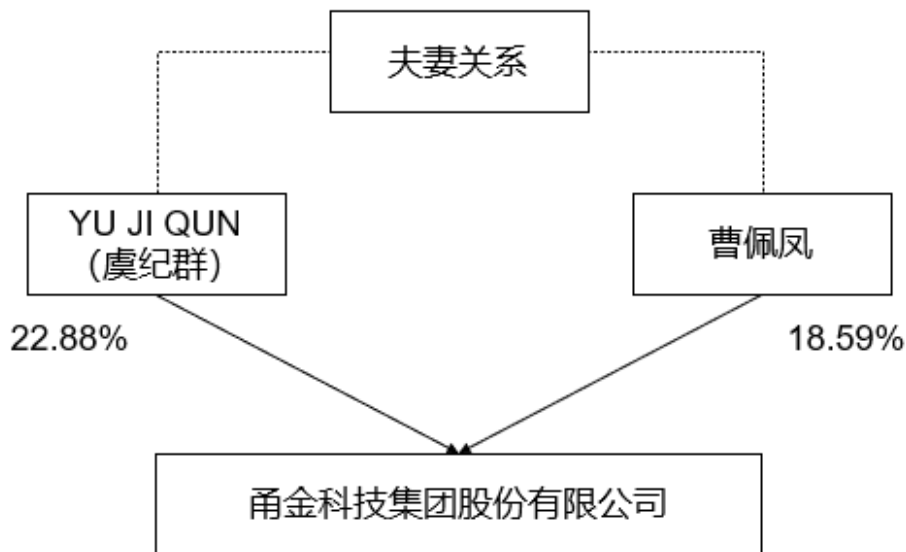 夫妻关系
YU JI QUN
（虞纪群）
曹佩凤
22.88%
18.59%
甬金科技集团股份有限公司